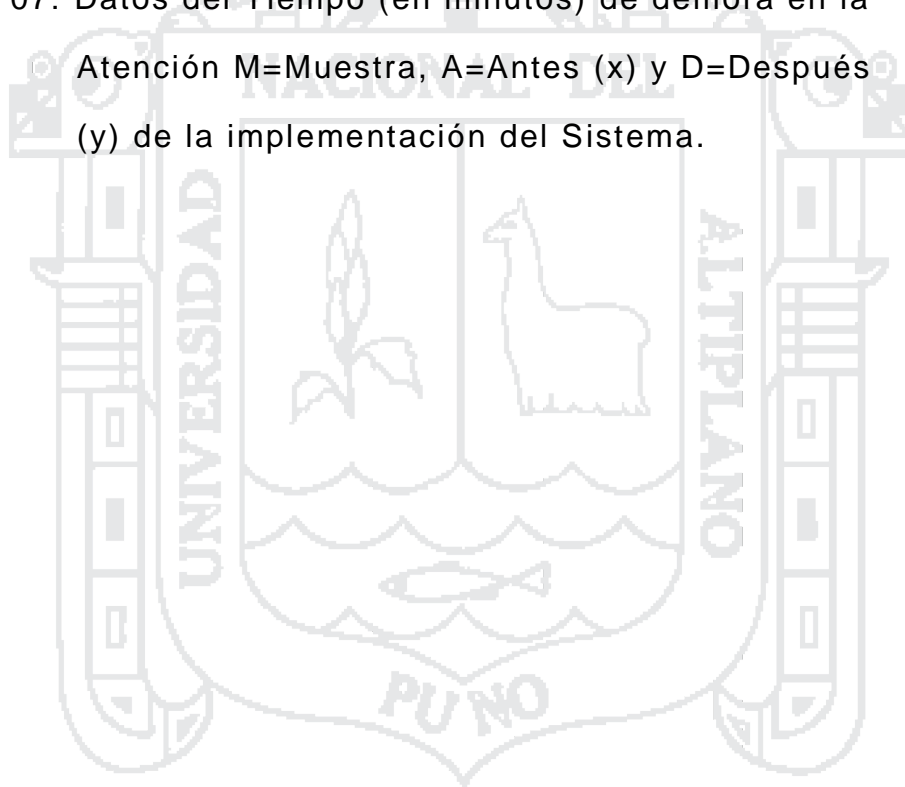 07. Datos del Tiempo (en minutos) de demora en la
Atención M=Muestra, A=Antes (x) y D=Después
(y) de la implementación del Sistema.
NACIONAL DEL
UNIVERSIDAD
ALTIPLANO
PUNO